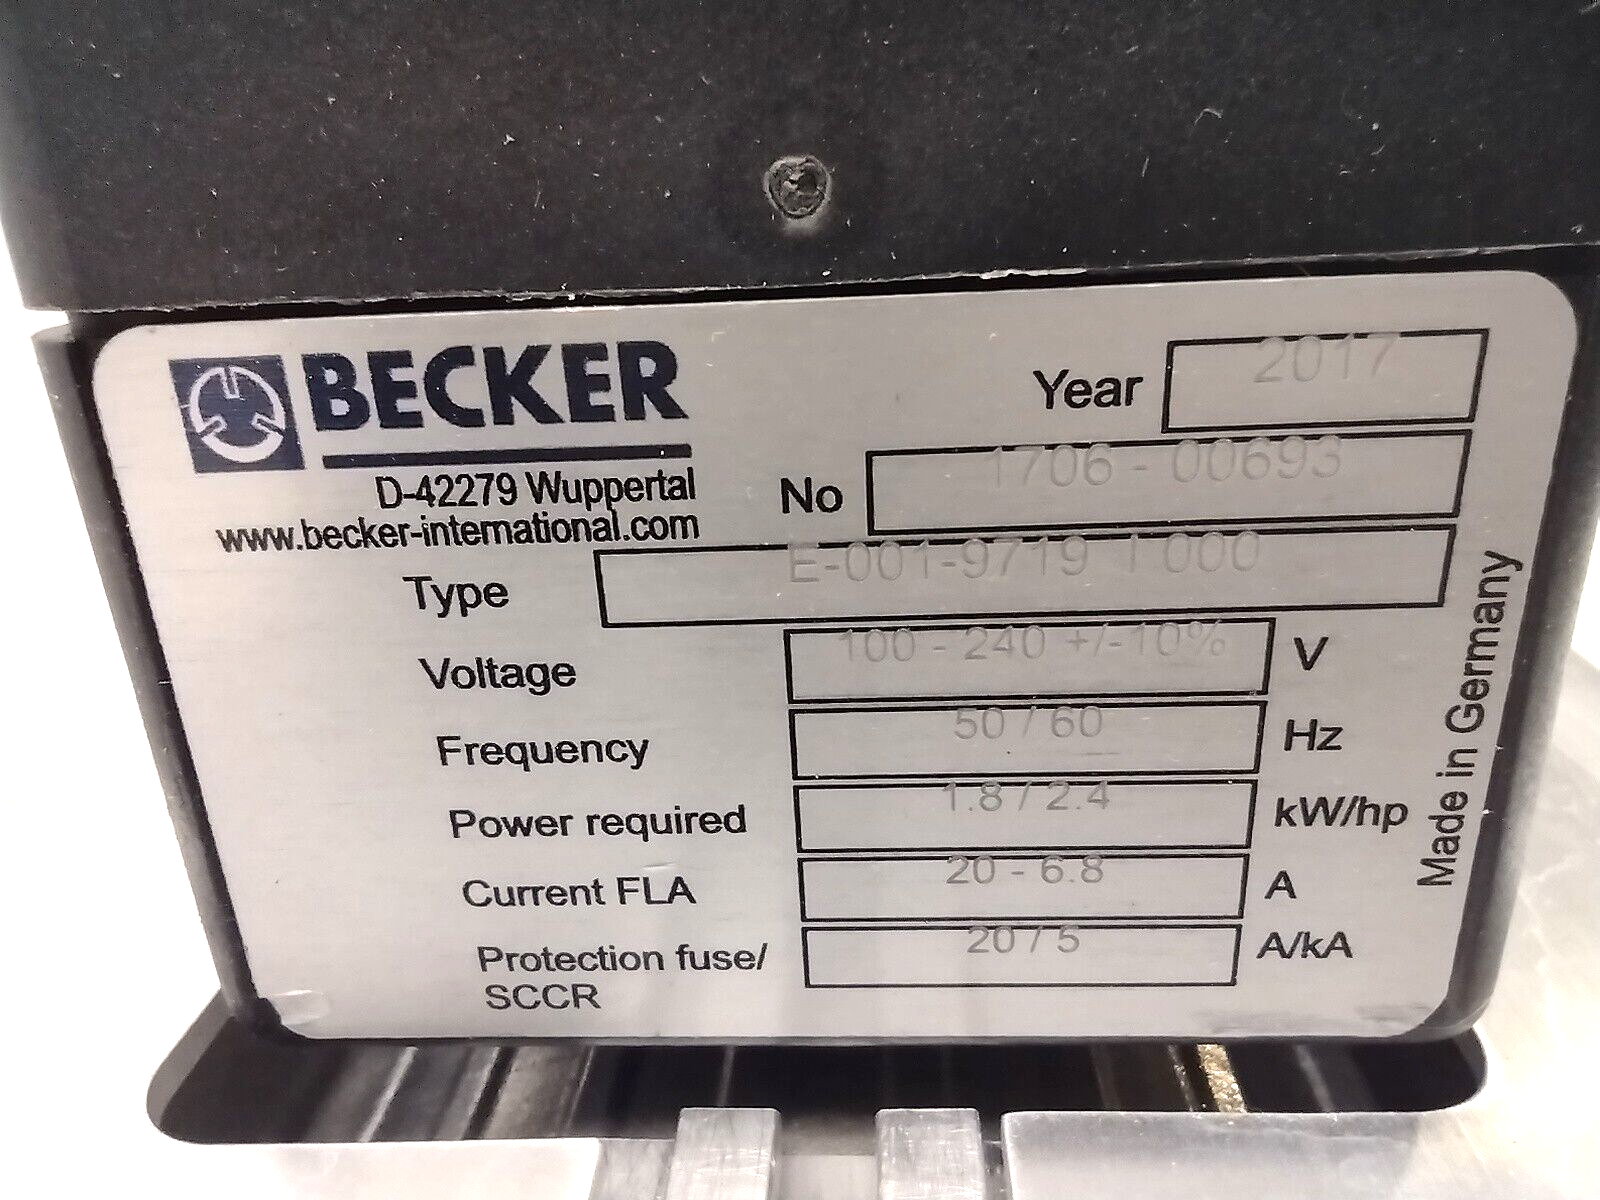 BECKER
D-42279 Wuppertal
www.becker-international.com
Year 2017
No 1706 - 00693
Type E-001-9719 1 000
Voltage 100 - 240 +/-10% V
Frequency 50 / 60 Hz
Power required 1.8 / 2.4 kW/hp
Current FLA 20 - 6.8 A
Protection fuse/ 20 / 5 A/kA
SCCR
Made in Germany